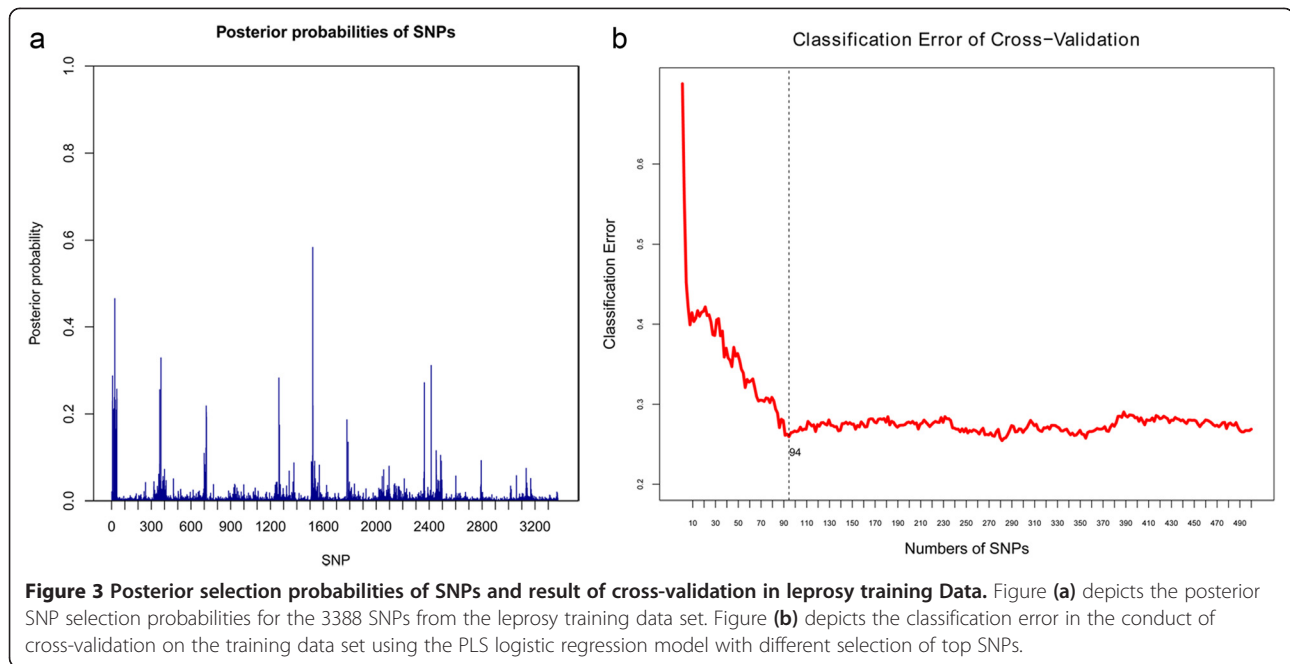 a
Posterior probabilities of SNPs
Posterior probability
1.0
0.8
0.6
0.4
0.2
0.0
0 300 600 900 1200 1600 2000 2400 2800 3200
SNP
b
Classification Error of Cross-Validation
Classification Error
0.6
0.5
0.4
0.3
0.2
94
10 30 50 70 90 110 130 150 170 190 210 230 250 270 290 310 330 350 370 390 410 430 450 470 490
Numbers of SNPs
Figure 3 Posterior selection probabilities of SNPs and result of cross-validation in leprosy training Data. Figure (a) depicts the posterior
SNP selection probabilities for the 3388 SNPs from the leprosy training data set. Figure (b) depicts the classification error in the conduct of
cross-validation on the training data set using the PLS logistic regression model with different selection of top SNPs.